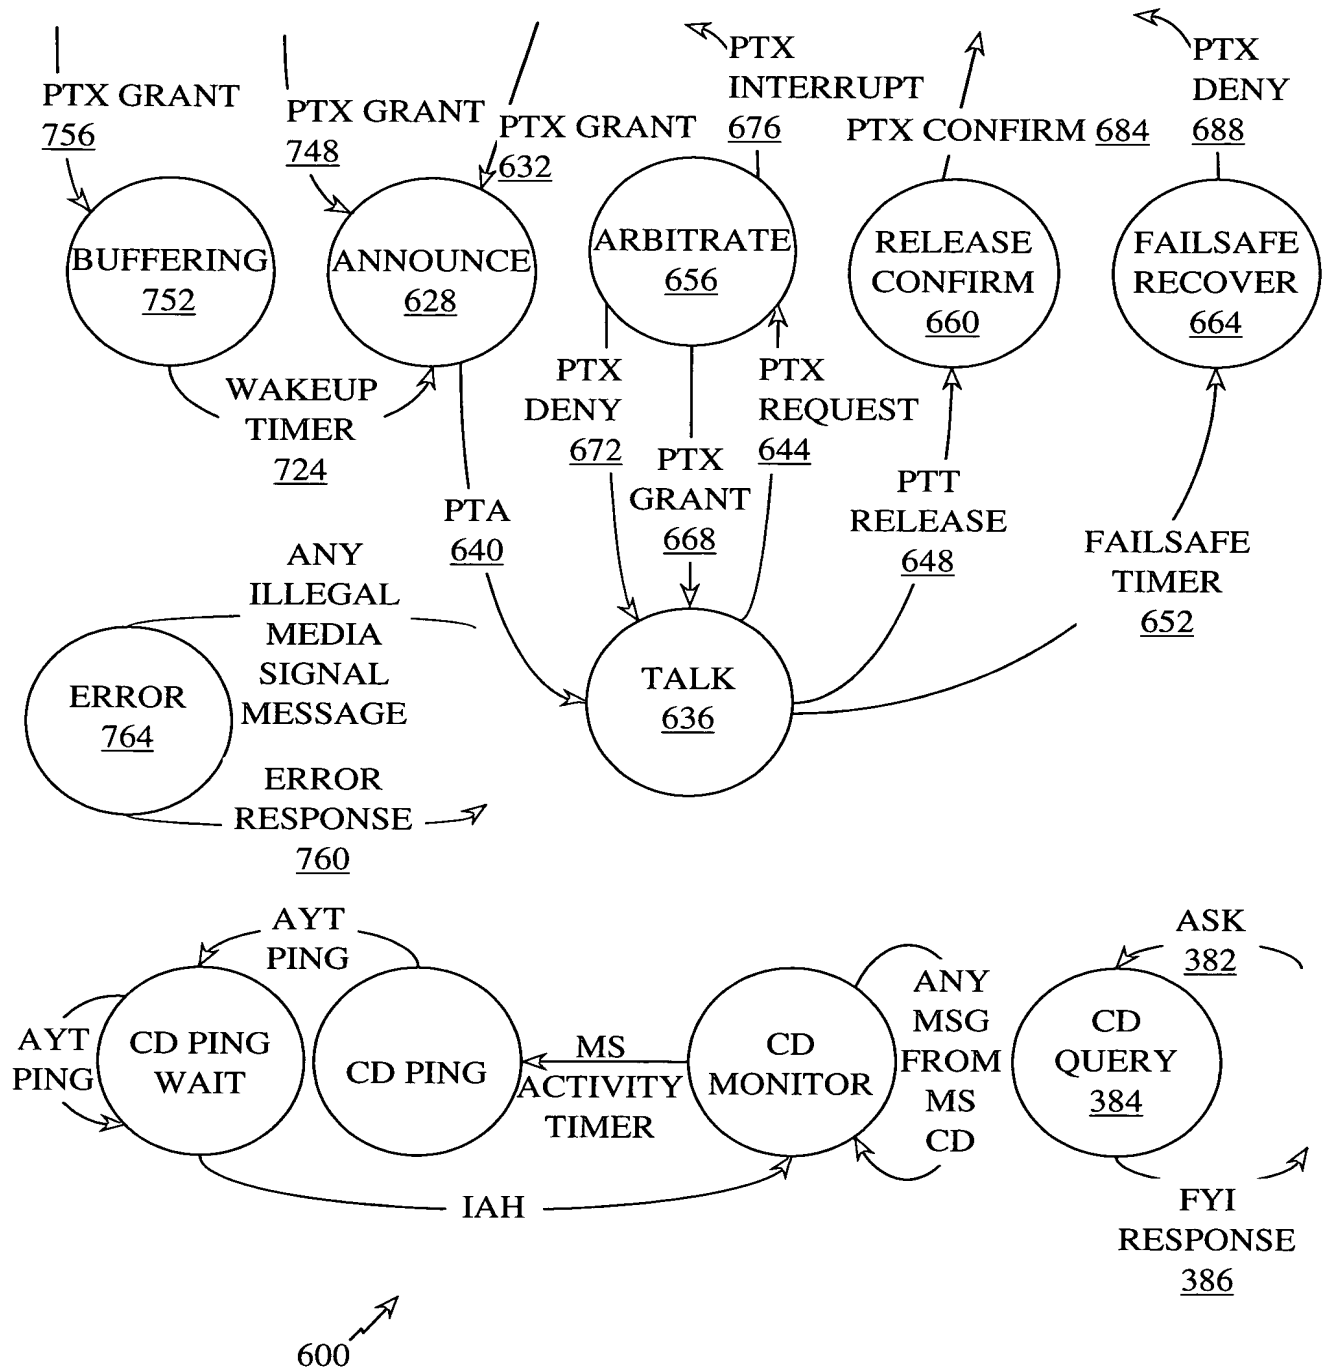 PTX GRANT
756
PTX GRANT
748
PTX GRANT
632
PTX
INTERRUPT
676
PTX CONFIRM 684
PTX
DENY
688
BUFFERING
752
ANNOUNCE
628
ARBITRATE
656
RELEASE
CONFIRM
660
FAILSAFE
RECOVER
664
WAKEUP
TIMER
724
PTX
DENY
672
PTX
REQUEST
644
PTX
GRANT
668
PTA
640
PTT
RELEASE
648
FAILSAFE
TIMER
652
ANY
ILLEGAL
MEDIA
SIGNAL
MESSAGE
ERROR
764
TALK
636
ERROR
RESPONSE
760
AYT
PING
AYT
PING
CD PING
WAIT
CD PING
MS
ACTIVITY
TIMER
CD
MONITOR
ANY
MSG
FROM
MS
CD
ASK
382
CD
QUERY
384
IAH
FYI
RESPONSE
386
600